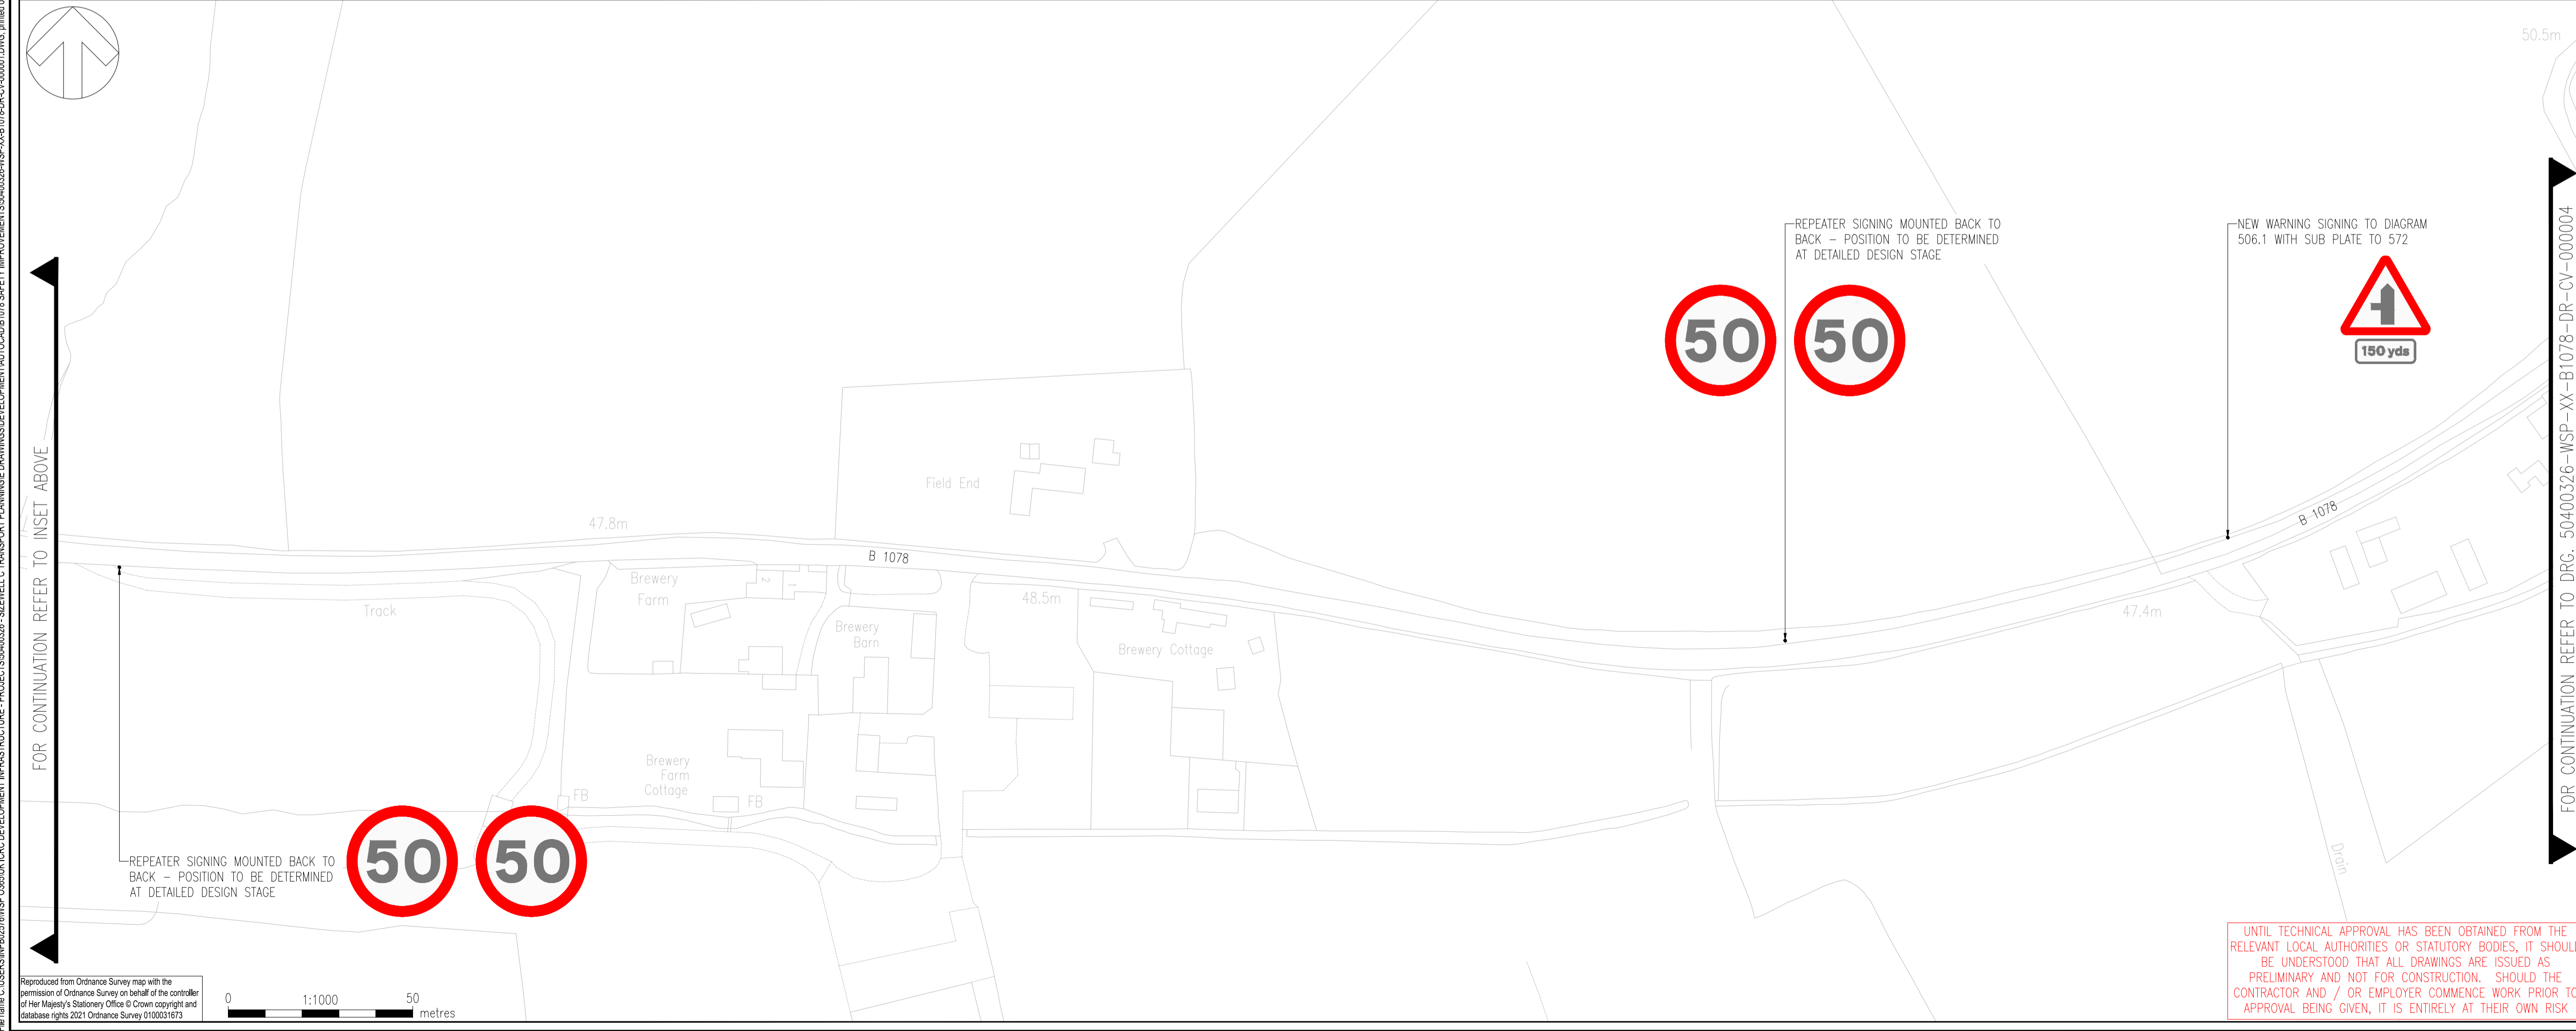 50.5m
REPEATER SIGNING MOUNTED BACK TO
BACK – POSITION TO BE DETERMINED
AT DETAILED DESIGN STAGE
50
50
NEW WARNING SIGNING TO DIAGRAM
506.1 WITH SUB PLATE TO 572
150 yds
FOR CONTINUATION REFER TO INSET ABOVE
FOR CONTINUATION REFER TO DRG. 50400326-WSP-XX-B1078-DR-CV-000004
Field End
47.8m
B 1078
B 1078
Track
Brewery
Farm
2
1
Brewery
Barn
48.5m
Brewery Cottage
47.4m
Brewery
Farm
Cottage
FB
FB
Drain
REPEATER SIGNING MOUNTED BACK TO
BACK – POSITION TO BE DETERMINED
AT DETAILED DESIGN STAGE
50
50
Reproduced from Ordnance Survey map with the
permission of Ordnance Survey on behalf of the controller
of Her Majesty's Stationery Office © Crown copyright and
database rights 2021 Ordnance Survey 0100031673
0
1:1000
50
metres
UNTIL TECHNICAL APPROVAL HAS BEEN OBTAINED FROM THE
RELEVANT LOCAL AUTHORITIES OR STATUTORY BODIES, IT SHOULD
BE UNDERSTOOD THAT ALL DRAWINGS ARE ISSUED AS
PRELIMINARY AND NOT FOR CONSTRUCTION. SHOULD THE
CONTRACTOR AND / OR EMPLOYER COMMENCE WORK PRIOR TO
APPROVAL BEING GIVEN, IT IS ENTIRELY AT THEIR OWN RISK